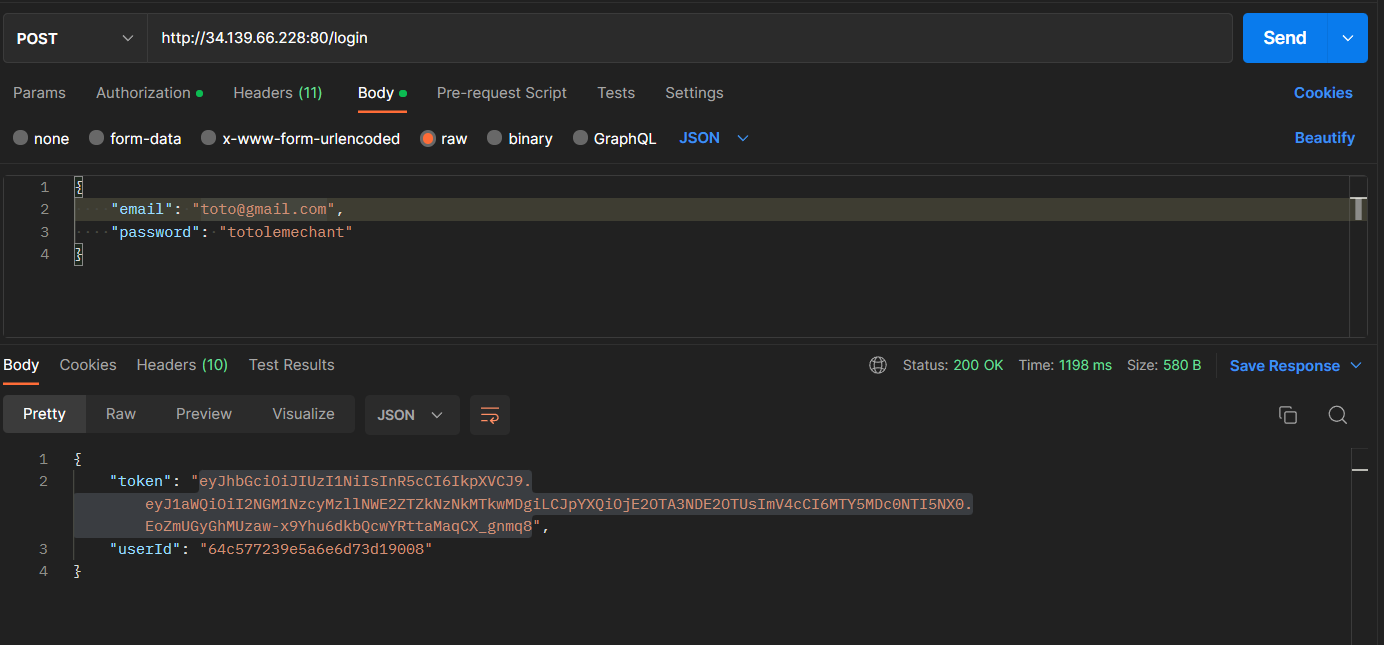 POST http://34.139.66.228:80/login Send
Params Authorization Headers (11) Body Pre-request Script Tests Settings Cookies
none form-data x-www-form-urlencoded raw binary GraphQL JSON Beautify
1 {
2 "email": "toto@gmail.com",
3 "password": "totolemechant"
4 }
Body Cookies Headers (10) Test Results Status: 200 OK Time: 1198 ms Size: 580 B Save Response
Pretty Raw Preview Visualize JSON
1 {
2 "token": "eyJhbGciOiJIUzI1NiIsInR5cCI6IkpXVCJ9.
eyJ1aWQiOiI2NGM1NzcyMzllNWE2ZTZkNzNkMTkwMDgiLCJpYXQiOjE2OTA3NDE2OTUsImV4cCI6MTY5MDc0NTI5NX0.
EoZmUGyGhMUzaw-x9Yhu6dkbQcwYRttaMaqCX_gnmq8",
3 "userId": "64c577239e5a6e6d73d19008"
4 }